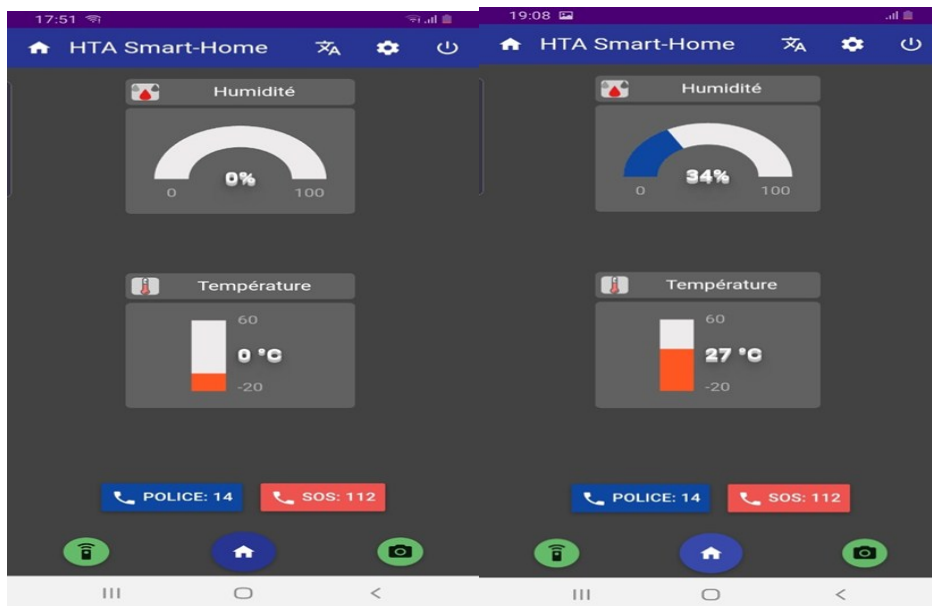 17:51
HTA Smart-Home
Humidité
0%
0
100
Température
60
0 °C
-20
POLICE: 14
SOS: 112
19:08
HTA Smart-Home
Humidité
34%
0
100
Température
60
27 °C
-20
POLICE: 14
SOS: 112